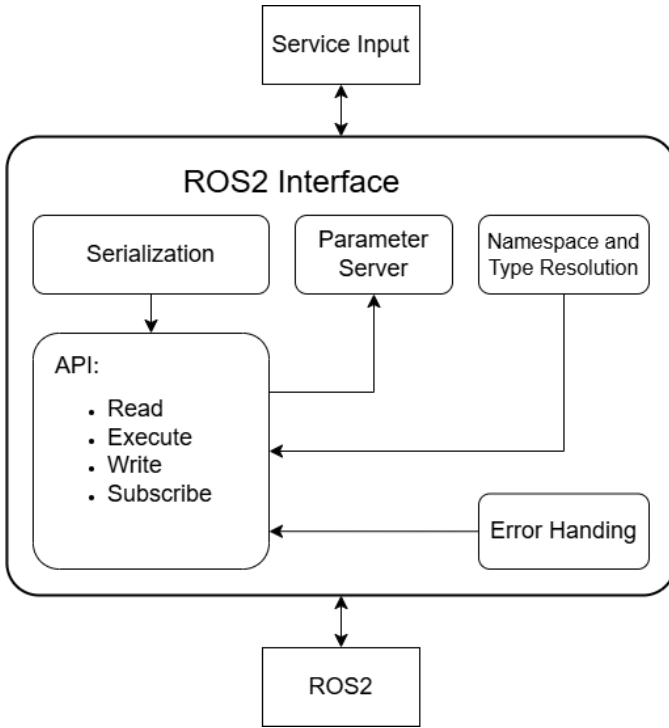 Service Input
ROS2 Interface
Serialization
Parameter
Server
Namespace and
Type Resolution
API:
• Read
• Execute
• Write
• Subscribe
Error Handing
ROS2